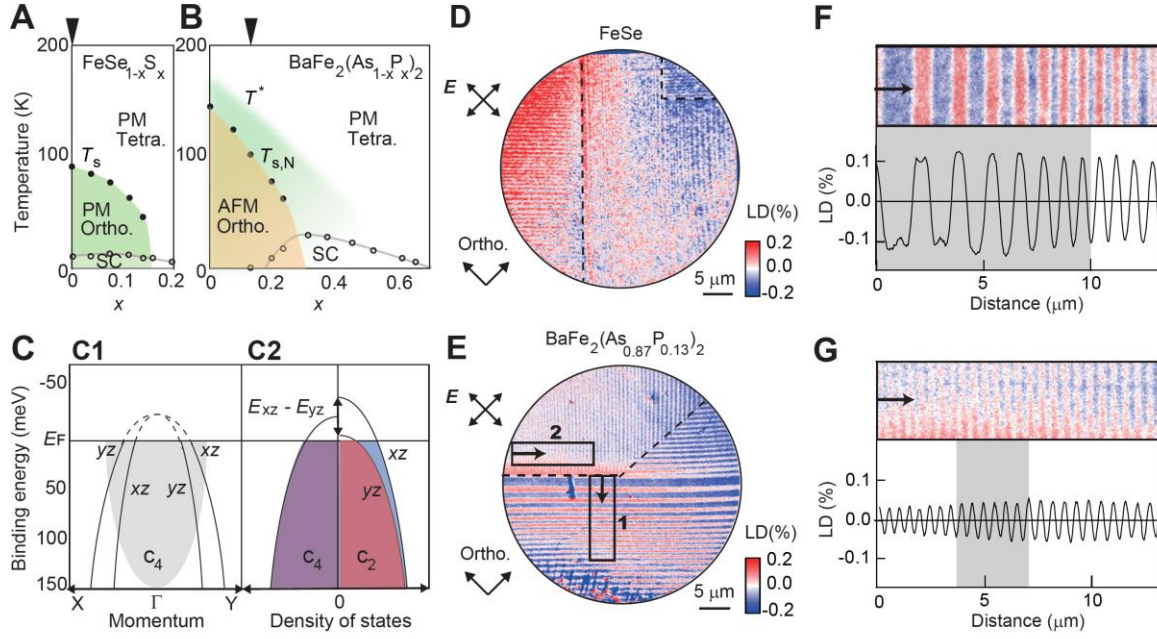 A
B
200
100
0
Temperature (K)
FeSe1-xSx
PM
Tetra.
Ts
PM
Ortho.
SC
0
0.1
0.2
x
200
100
0
BaFe2(As1-xPx)2
T*
PM
Tetra.
Ts,N
AFM
Ortho.
SC
0
0.2
0.4
0.6
x
C
C1
C2
Binding energy (meV)
-50
EF
50
100
150
yz
xz
xz
yz
C4
X
Γ
Y
Momentum
Exz - Eyz
xz
yz
C4
C2
0
Density of states
D
FeSe
E
Ortho.
LD(%)
0.2
0
-0.2
5 μm
E
BaFe2(As0.87P0.13)2
E
2
1
Ortho.
LD(%)
0.2
0
-0.2
5 μm
F
LD (%)
0.1
0.0
-0.1
0
5
10
Distance (μm)
G
LD (%)
0.1
0.0
-0.1
0
5
10
Distance (μm)